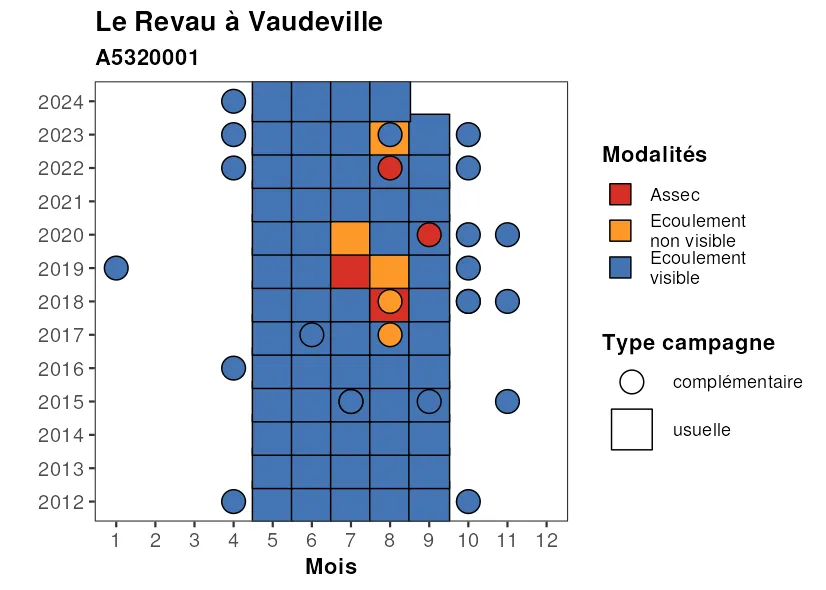 Le Revau à Vaudeville
A5320001
2024
2023
2022
2021
2020
2019
2018
2017
2016
2015
2014
2013
2012
1 2 3 4 5 6 7 8 9 10 11 12
Mois
Modalités
Assec
Ecoulement
non visible
Ecoulement
visible
Type campagne
complémentaire
usuelle